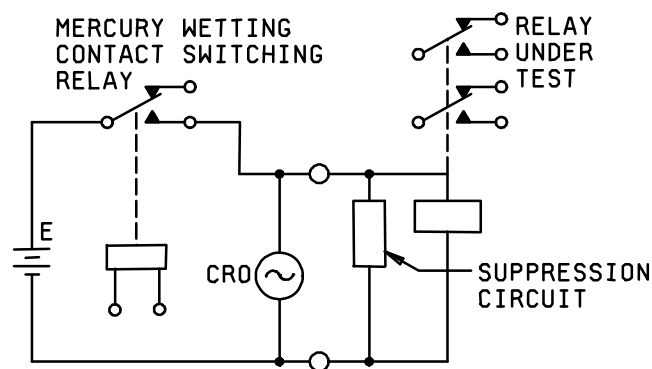 MERCURY WETTING
CONTACT SWITCHING
RELAY
RELAY
UNDER
TEST
E
CRO
SUPPRESSION
CIRCUIT